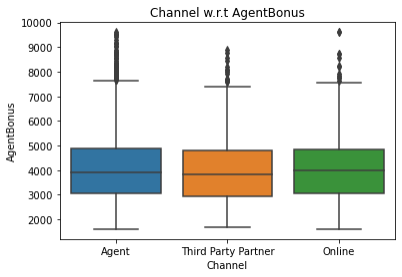 Channel w.r.t AgentBonus
10000
9000
8000
7000
6000
5000
4000
3000
2000
AgentBonus
Agent
Third Party Partner
Online
Channel